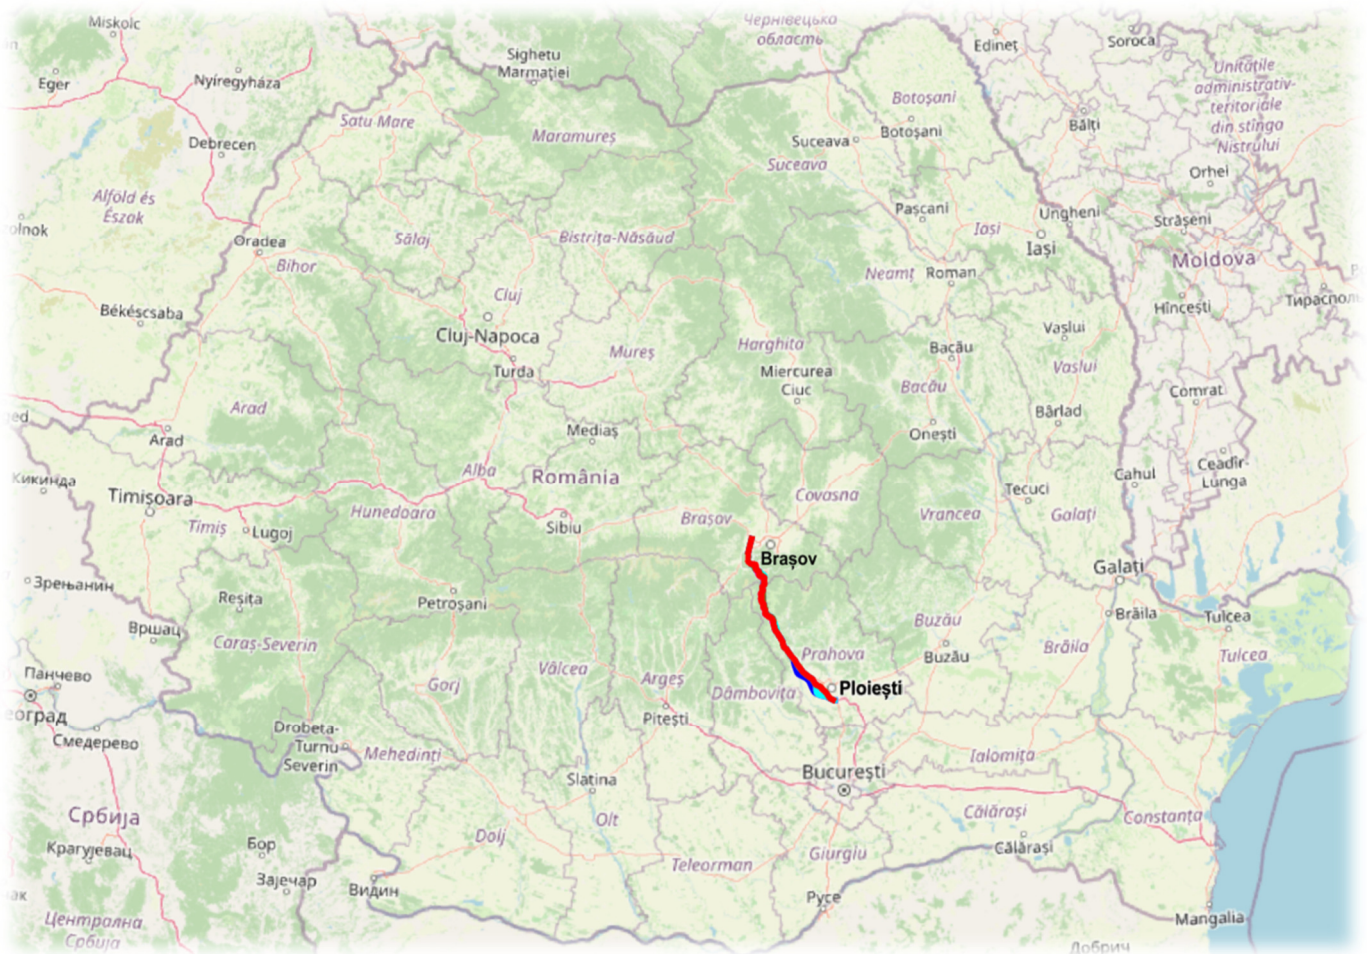 Miskolc
Чернівецька
область
Edineț
Soroca
Sighetu
Marmației
Eger
Nyíregyháza
Unitățile
administrativ-
teritoriale
din stînga
Nistrului
Botoșani
Satu Mare
Maramureș
Suceava
Botoșani
Bălți
Debrecen
Suceava
Orhei
Alföld és
Észak
Pașcani
Ungheni
Strășeni
Iași
Iași
Oradea
Sălaj
Bistrița-Năsăud
Bihor
Neamț
Roman
Moldova
Cluj
Hîncești
Békéscsaba
Cluj-Napoca
Vaslui
Mureș
Harghita
Bacău
Turda
Miercurea
Ciuc
Vaslui
Bacău
Comrat
Arad
Bârlad
Arad
Mediaș
Onești
Alba
România
Cahul
Ceadîr-
Lunga
Кикинда
Timișoara
Covasna
Tecuci
Hunedoara
Brașov
Vrancea
Galați
Timiș
Lugoj
Sibiu
Brașov
Galați
Зрењанин
Reșița
Petroșani
Brăila
Tulcea
Вршац
Caraș-Severin
Buzău
Prahova
Buzău
Brăila
Tulcea
Панчево
Vâlcea
Argeș
Gorj
Dâmbovița
Ploiești
Смедерево
Drobeta-
Turnu
Severin
Pitești
Mehedinți
Ialomița
București
Slatina
Србија
Olt
Călărași
Constanța
Dolj
Крагујевац
Бор
Teleorman
Giurgiu
Călărași
Зајечар
Видин
Русе
Mangalia
Централна
Србија
Добрич